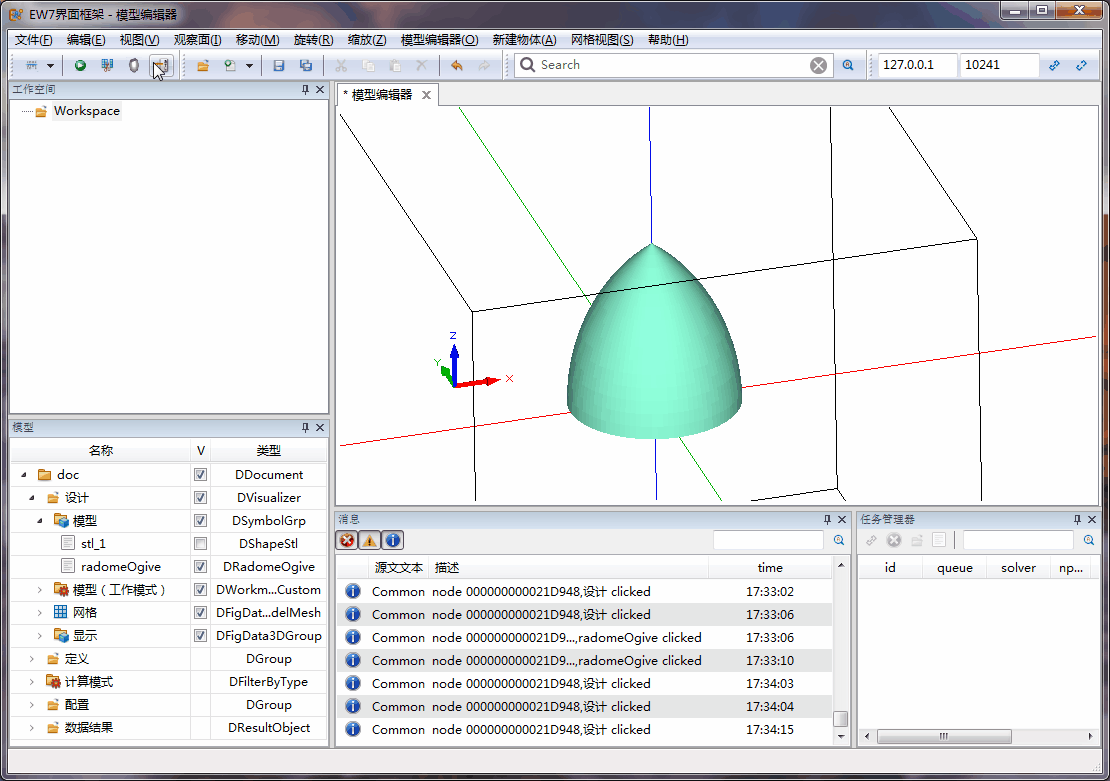 EW7界面框架 - 模型编辑器
文件(F) 编辑(E) 视图(V) 观察面(I) 移动(M) 旋转(R) 缩放(Z) 模型编辑器(O) 新建物体(A) 网格视图(S) 帮助(H)
Search 127.0.0.1 10241
工作空间
Workspace
* 模型编辑器
Z
Y
X
模型
名称 V 类型
doc DDocument
设计 DVisualizer
模型 DSymbolGrp
stl_1 DShapeStl
radomeOgive DRadomeOgive
模型（工作模式） DWorkm...Custom
网格 DFigDat...delMesh
显示 DFigData3DGroup
定义 DGroup
计算模式 DFilterByType
配置 DGroup
数据结果 DResultObject
消息
源文文本 描述 time
Common node 000000000021D948,设计 clicked 17:33:02
Common node 000000000021D948,设计 clicked 17:33:06
Common node 000000000021D9...,radomeOgive clicked 17:33:06
Common node 000000000021D9...,radomeOgive clicked 17:33:10
Common node 000000000021D948,设计 clicked 17:34:03
Common node 000000000021D948,设计 clicked 17:34:04
Common node 000000000021D948,设计 clicked 17:34:15
任务管理器
id queue solver np...